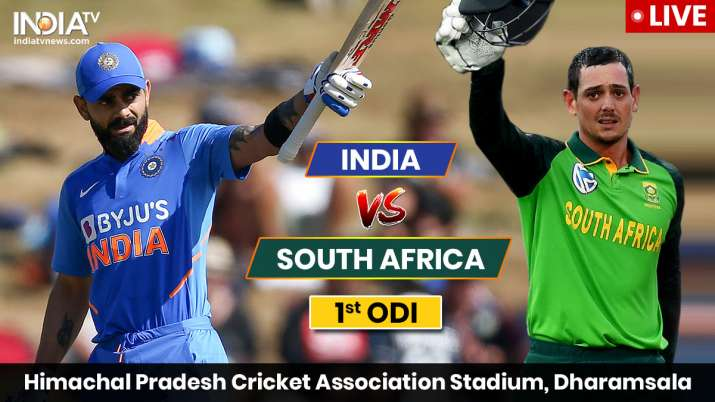 INDIA TV
indiatvnews.com
LIVE
INDIA
VS
SOUTH AFRICA
1st ODI
BYJU'S
INDIA
SOUTH AFRICA
Himachal Pradesh Cricket Association Stadium, Dharamsala